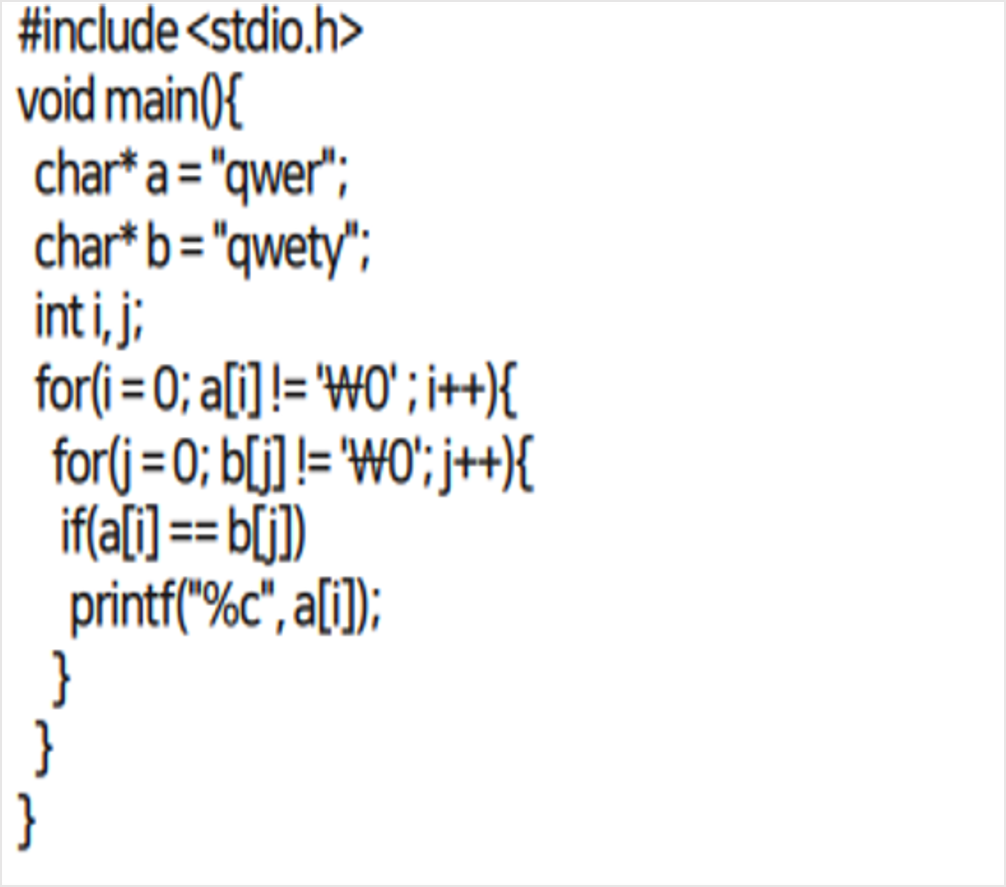 #include <stdio.h>
void main(){
char* a = "qwer";
char* b = "qwety";
int i, j;
for(i = 0; a[i] != '₩0' ; i++){
for(j = 0; b[j] != '₩0'; j++){
if(a[i] == b[j])
printf("%c", a[i]);
}
}
}